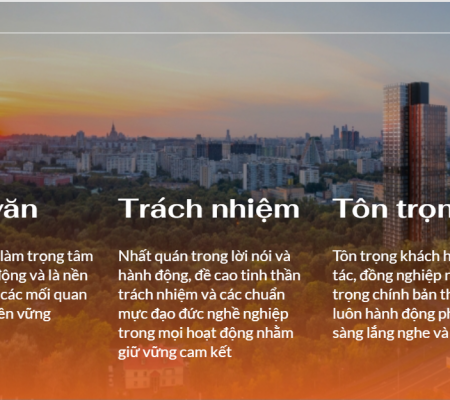 văn
làm trọng tâm
động và là nền
các mối quan
bền vững
Trách nhiệm
Nhất quán trong lời nói và
hành động, đề cao tinh thần
trách nhiệm và các chuẩn
mực đạo đức nghề nghiệp
trong mọi hoạt động nhằm
giữ vững cam kết
Tôn trọn
Tôn trọng khách h
tác, đồng nghiệp
trọng chính bản th
luôn hành động
sàng lắng nghe và